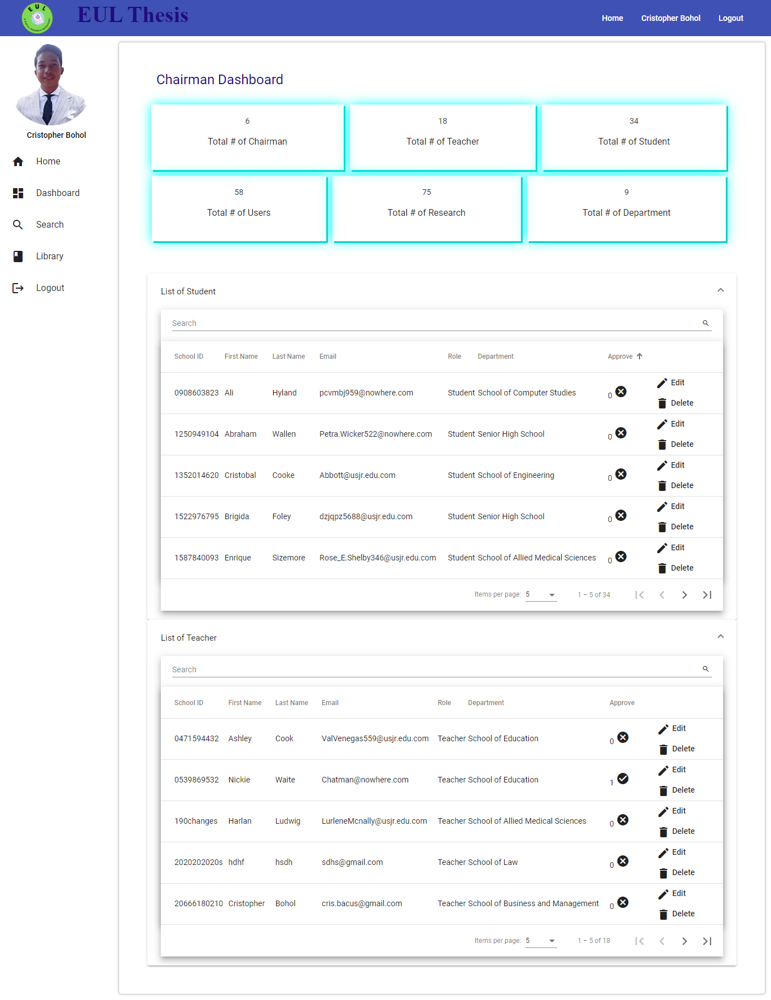 EUL
EUL Thesis
Home Cristopher Bohol Logout
Cristopher Bohol
Home
Dashboard
Search
Library
Logout
Chairman Dashboard
6 18 34
Total # of Chairman Total # of Teacher Total # of Student
58 75 9
Total # of Users Total # of Research Total # of Department
List of Student
Search
School ID First Name Last Name Email Role Department Approve
0908603823 Ali Hyland pcvmbj959@nowhere.com Student School of Computer Studies 0 Edit
Delete
1250949104 Abraham Wallen Petra.Wicker522@nowhere.com Student Senior High School 0 Edit
Delete
1352014620 Cristobal Cooke Abbott@usjr.edu.com Student School of Engineering 0 Edit
Delete
1522976795 Brigida Foley dzjqpz5688@usjr.edu.com Student Senior High School 0 Edit
Delete
1587840093 Enrique Sizemore Rose_E.Shelby346@usjr.edu.com Student School of Allied Medical Sciences 0 Edit
Delete
Items per page: 5 1 – 5 of 34
List of Teacher
Search
School ID First Name Last Name Email Role Department Approve
0471594432 Ashley Cook ValVenegas559@usjr.edu.com Teacher School of Education 0 Edit
Delete
0539869532 Nickie Waite Chatman@nowhere.com Teacher School of Education 1 Edit
Delete
190changes Harlan Ludwig LurleneMcnally@usjr.edu.com Teacher School of Allied Medical Sciences 0 Edit
Delete
2020202020s hdhf hsdh sdhs@gmail.com Teacher School of Law 0 Edit
Delete
20666180210 Cristopher Bohol cris.bacus@gmail.com Teacher School of Business and Management 0 Edit
Delete
Items per page: 5 1 – 5 of 18